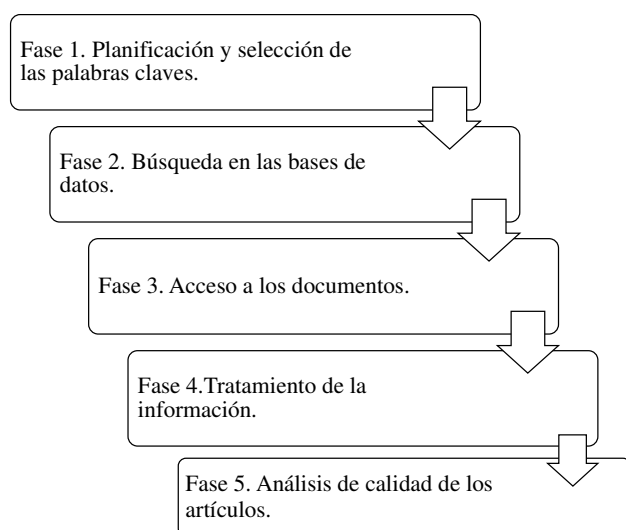 Fase 1. Planificación y selección de
las palabras claves.
Fase 2. Búsqueda en las bases de
datos.
Fase 3. Acceso a los documentos.
Fase 4.Tratamiento de la
información.
Fase 5. Análisis de calidad de los
artículos.